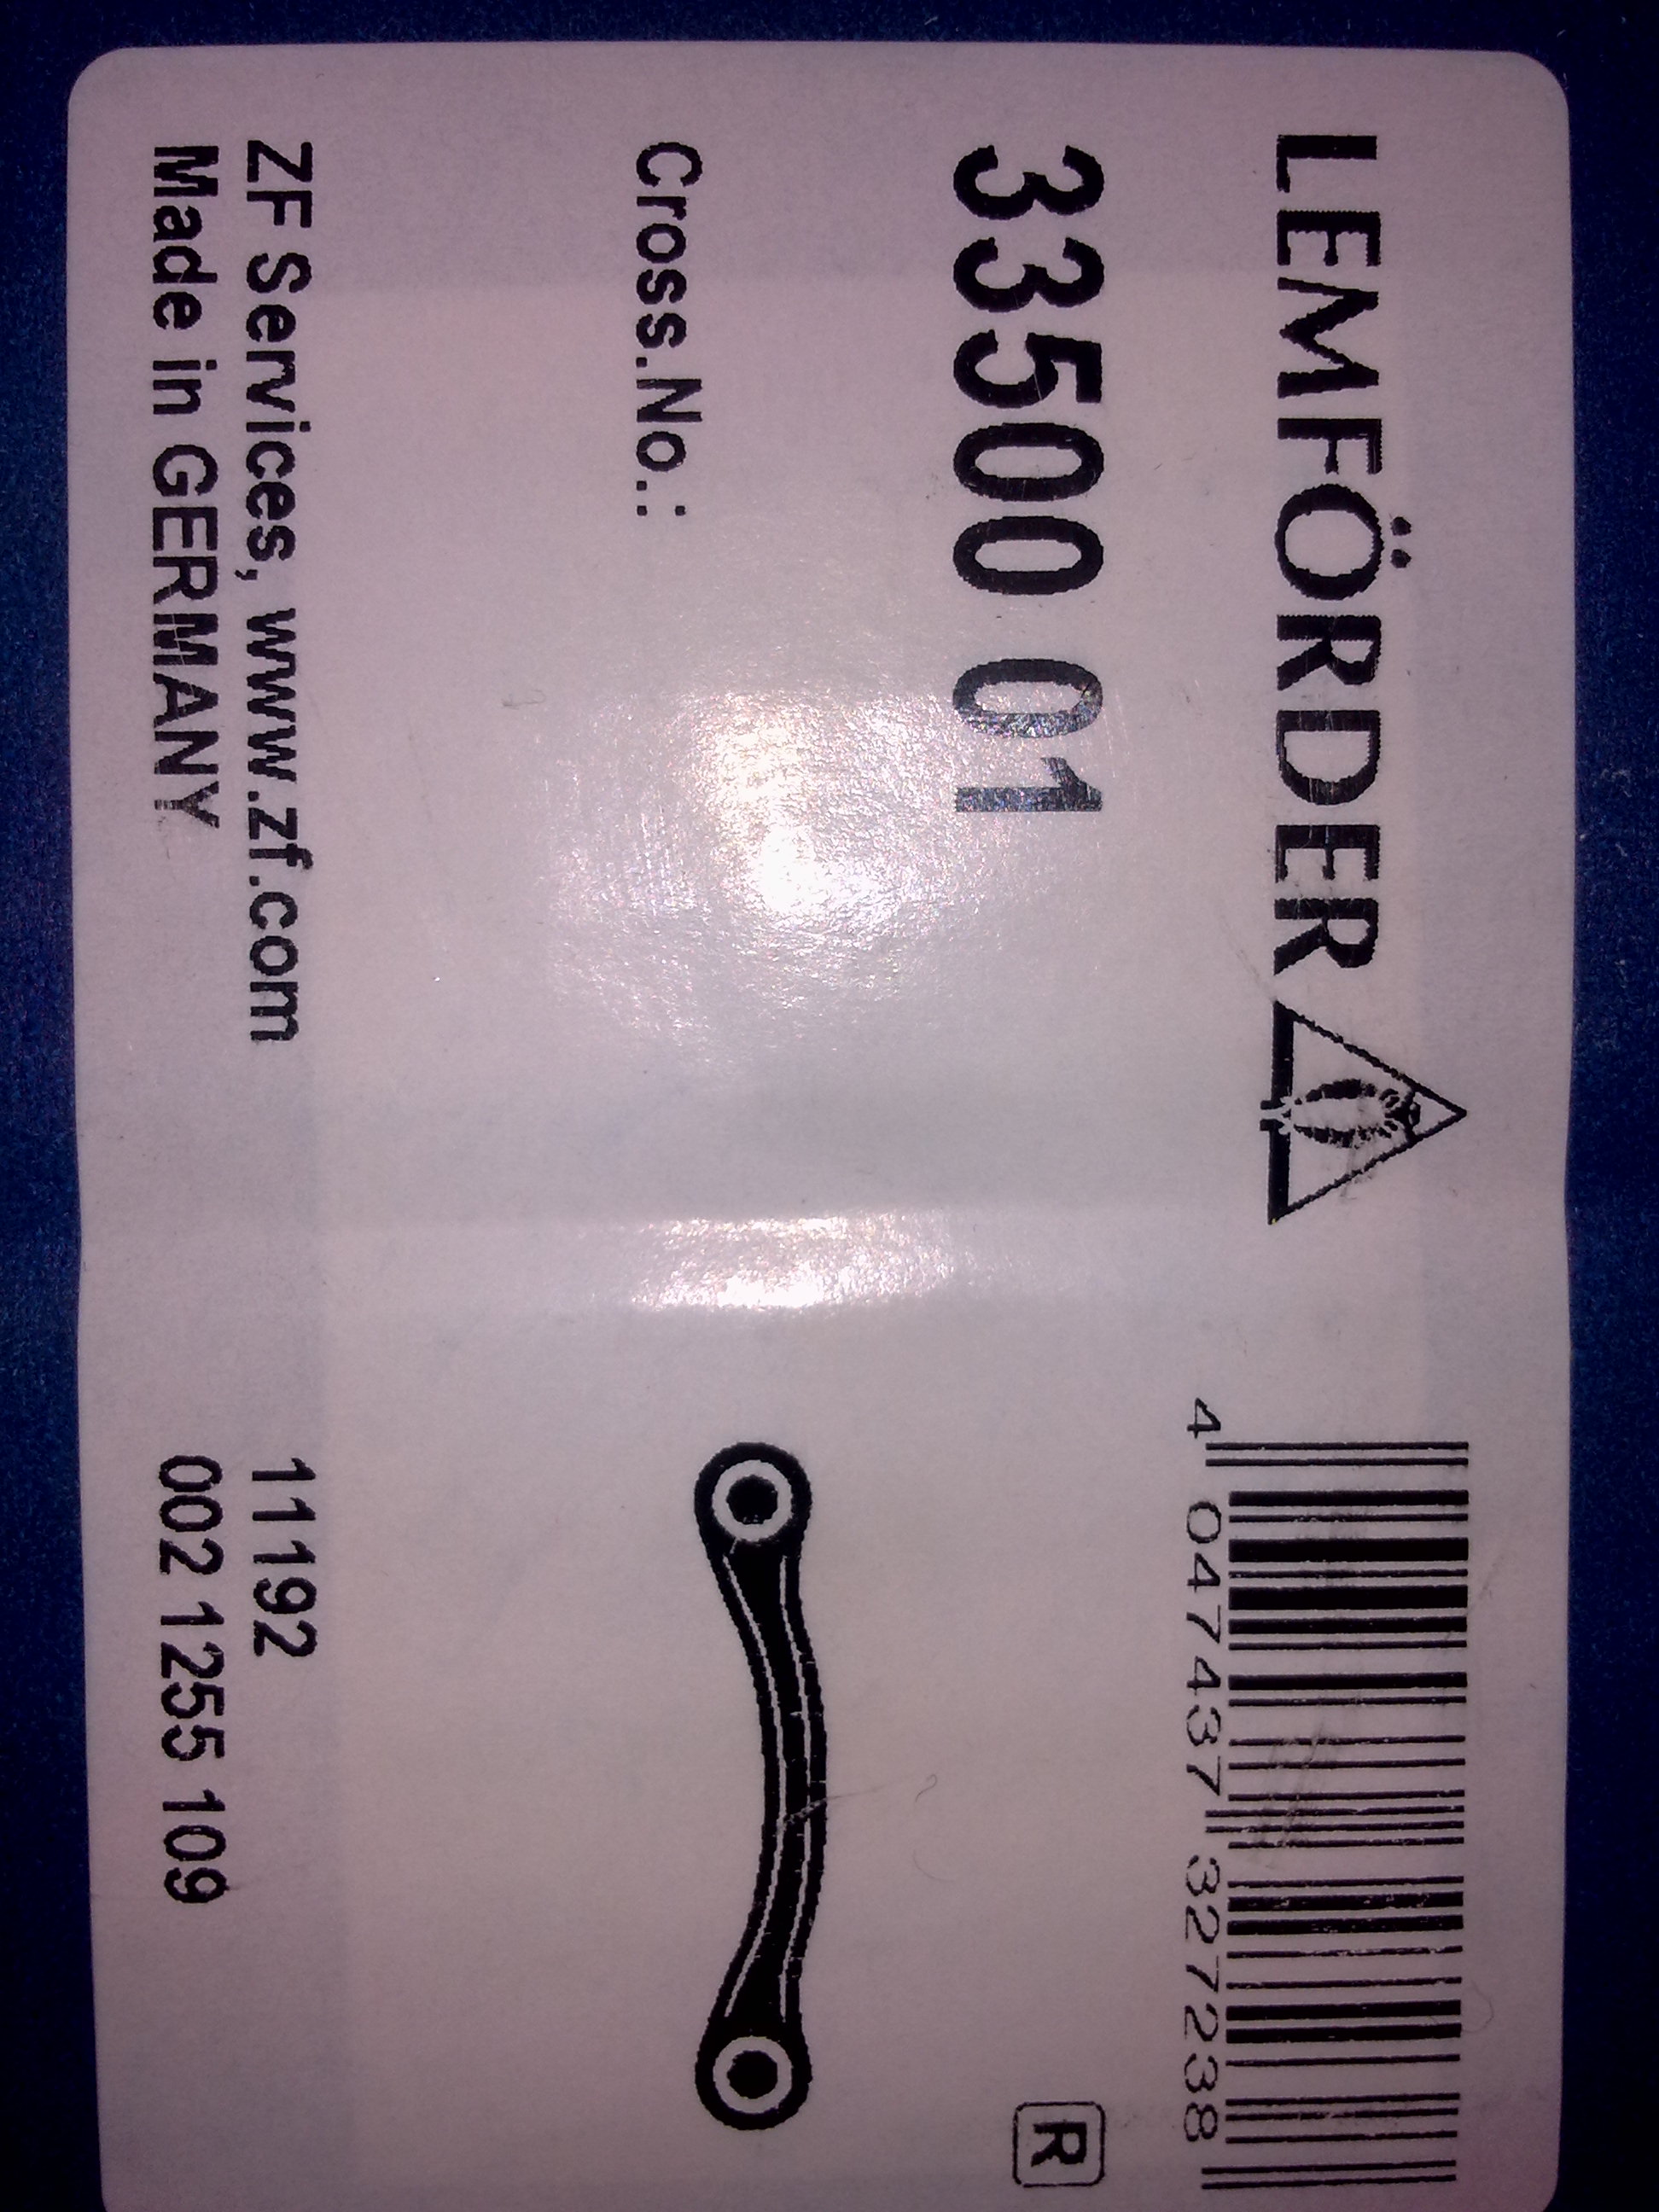 LEMFÖRDER
4 047437 327238
33500 01
R
Cross.No.:
ZF Services, www.zf.com
11192
Made in GERMANY
002 1255 109